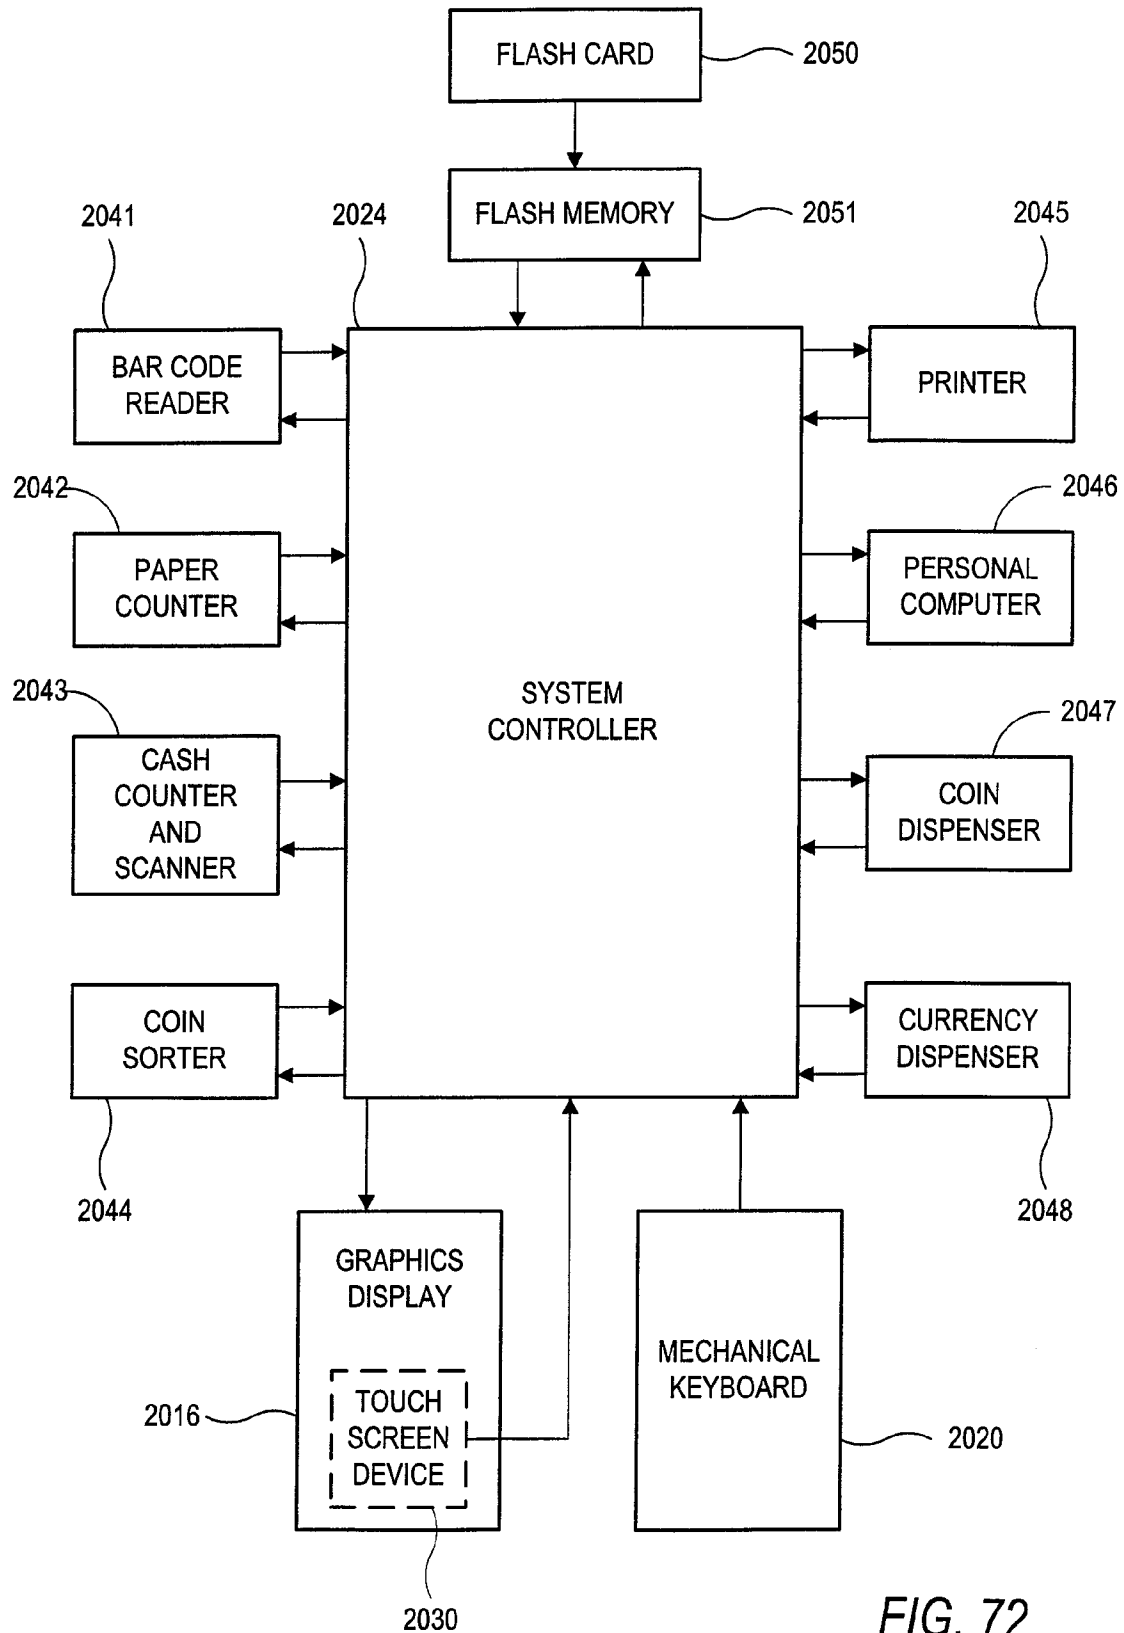 FLASH CARD
2050
FLASH MEMORY
2051
2041
2024
2045
BAR CODE
READER
PRINTER
2042
2046
PAPER
COUNTER
PERSONAL
COMPUTER
2043
SYSTEM
CONTROLLER
2047
CASH
COUNTER
AND
SCANNER
COIN
DISPENSER
COIN
SORTER
CURRENCY
DISPENSER
2044
2048
GRAPHICS
DISPLAY
MECHANICAL
KEYBOARD
2016
TOUCH
SCREEN
DEVICE
2020
2030
FIG. 72